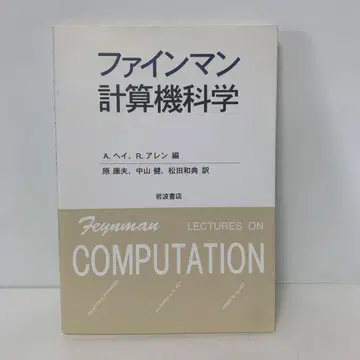 ファインマン
計算機科学
A. ヘイ, R. アレン 編
原 康夫, 中山 健, 松田和典 訳
岩波書店
Feynman LECTURES ON
COMPUTATION